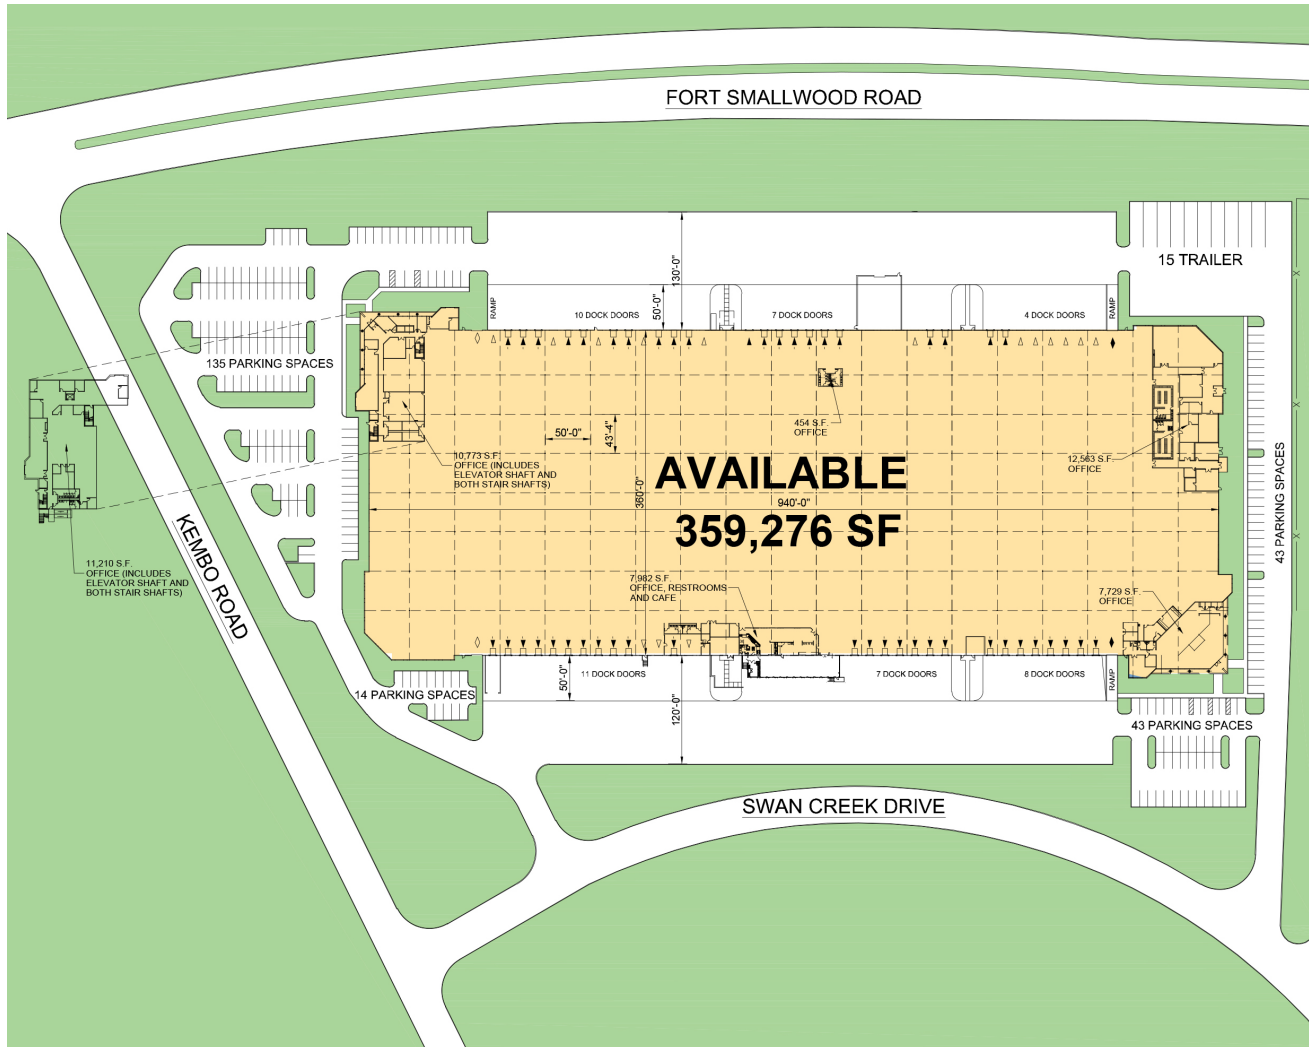 FORT SMALLWOOD ROAD
15 TRAILER
130'-0"
50'-0"
RAMP
10 DOCK DOORS
7 DOCK DOORS
4 DOCK DOORS
RAMP
135 PARKING SPACES
454 S.F.
OFFICE
50'-0"
43'-4"
10,773 S.F.
OFFICE (INCLUDES
ELEVATOR SHAFT AND
BOTH STAIR SHAFTS)
12,563 S.F.
OFFICE
AVAILABLE
360'-0"
940'-0"
359,276 SF
43 PARKING SPACES
KEMBO ROAD
11,210 S.F.
OFFICE (INCLUDES
ELEVATOR SHAFT AND
BOTH STAIR SHAFTS)
7,982 S.F.
OFFICE, RESTROOMS
AND CAFE
7,729 S.F.
OFFICE
11 DOCK DOORS
7 DOCK DOORS
8 DOCK DOORS
RAMP
50'-0"
120'-0"
14 PARKING SPACES
43 PARKING SPACES
SWAN CREEK DRIVE